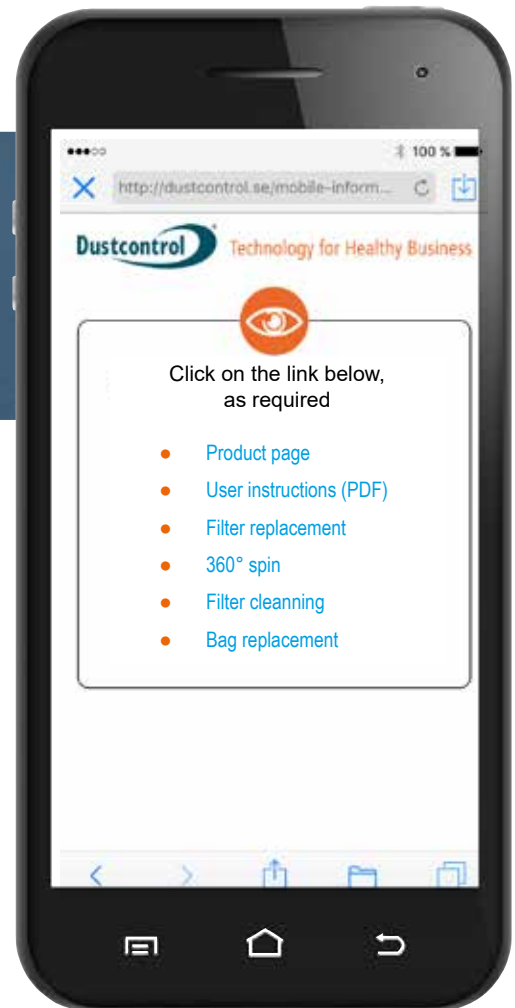 100 %
http://dustcontrol.se/mobile-inform...
Dustcontrol® Technology for Healthy Business
Click on the link below,
as required
● Product page
● User instructions (PDF)
● Filter replacement
● 360° spin
● Filter cleanning
● Bag replacement